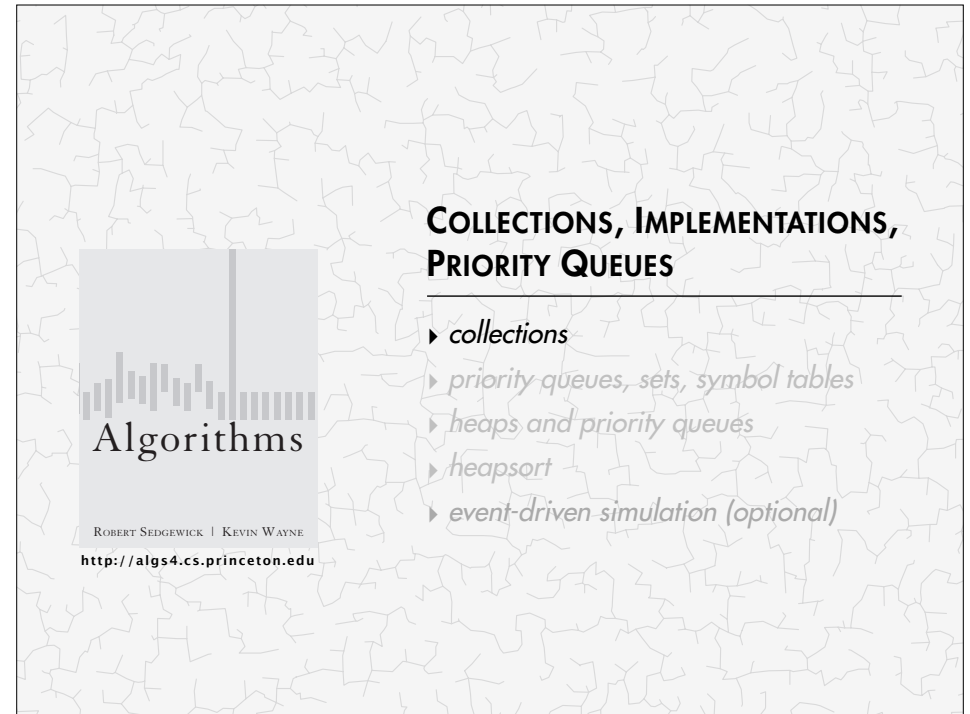 COLLECTIONS, IMPLEMENTATIONS,
PRIORITY QUEUES
▸ collections
▸ priority queues, sets, symbol tables
▸ heaps and priority queues
▸ heapsort
▸ event-driven simulation (optional)
Algorithms
ROBERT SEDGEWICK | KEVIN WAYNE
http://algs4.cs.princeton.edu